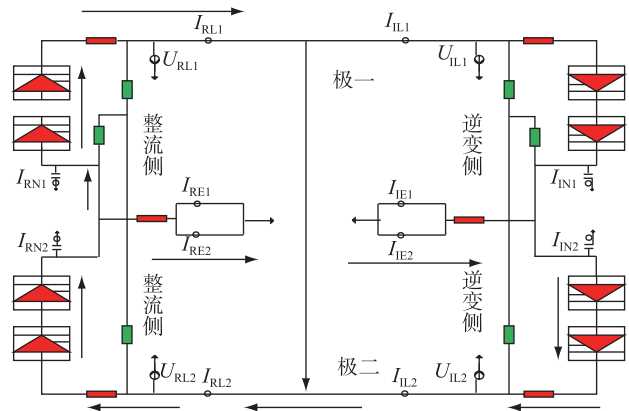 I_RL1
I_IL1
U_RL1
U_IL1
极一
整流侧
逆变侧
I_RN1
I_RE1
I_IE1
I_IN1
I_RN2
I_RE2
I_IE2
I_IN2
整流侧
逆变侧
U_RL2
I_RL2
极二
I_IL2
U_IL2